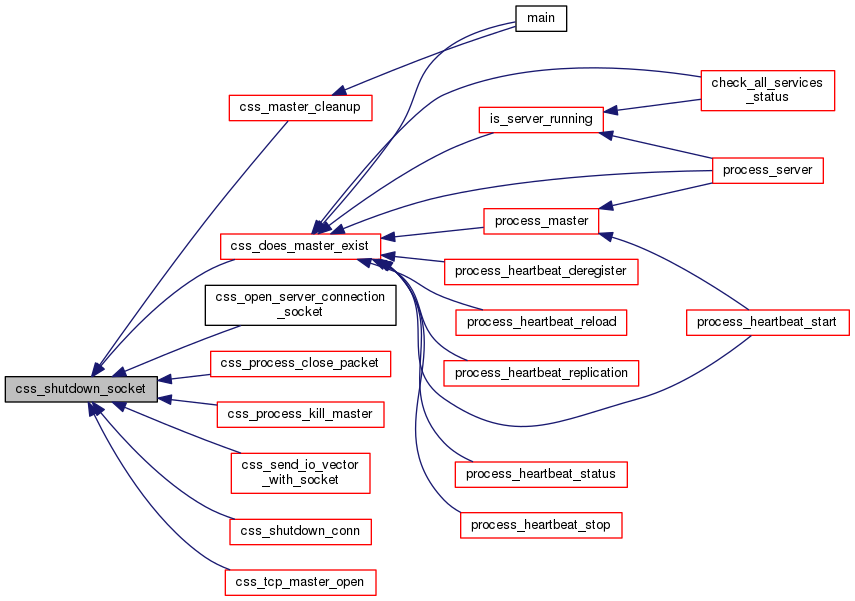 main
check_all_services
_status
css_master_cleanup
is_server_running
process_server
process_master
css_does_master_exist
process_heartbeat_deregister
css_open_server_connection
_socket
process_heartbeat_reload
process_heartbeat_start
css_process_close_packet
process_heartbeat_replication
css_shutdown_socket
css_process_kill_master
css_send_io_vector
_with_socket
process_heartbeat_status
css_shutdown_conn
process_heartbeat_stop
css_tcp_master_open